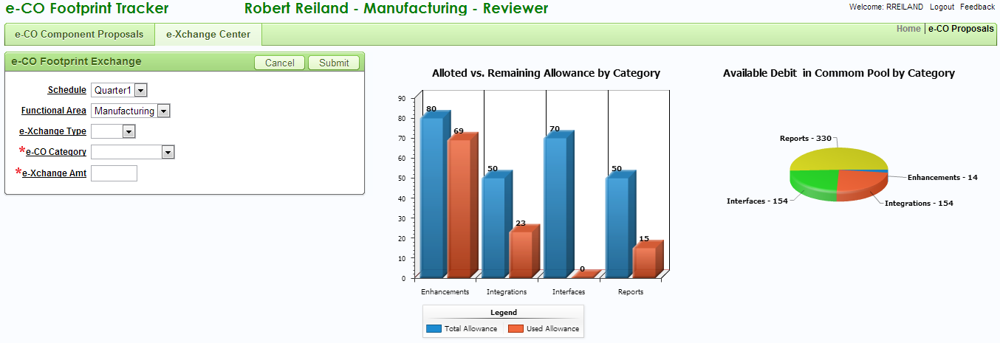 e-CO Footprint Tracker
Robert Reiland - Manufacturing - Reviewer
Welcome: RREILAND Logout Feedback
e-CO Component Proposals
e-Xchange Center
Home | e-CO Proposals
e-CO Footprint Exchange
Cancel
Submit
Schedule Quarter1
Functional Area Manufacturing
e-Xchange Type
*e-CO Category
*e-Xchange Amt
Alloted vs. Remaining Allowance by Category
90
80
70
60
50
40
30
20
10
0
80
69
50
23
70
0
50
15
Enhancements
Integrations
Interfaces
Reports
Legend
Total Allowance
Used Allowance
Available Debit in Commom Pool by Category
Reports - 330
Enhancements - 14
Interfaces - 154
Integrations - 154